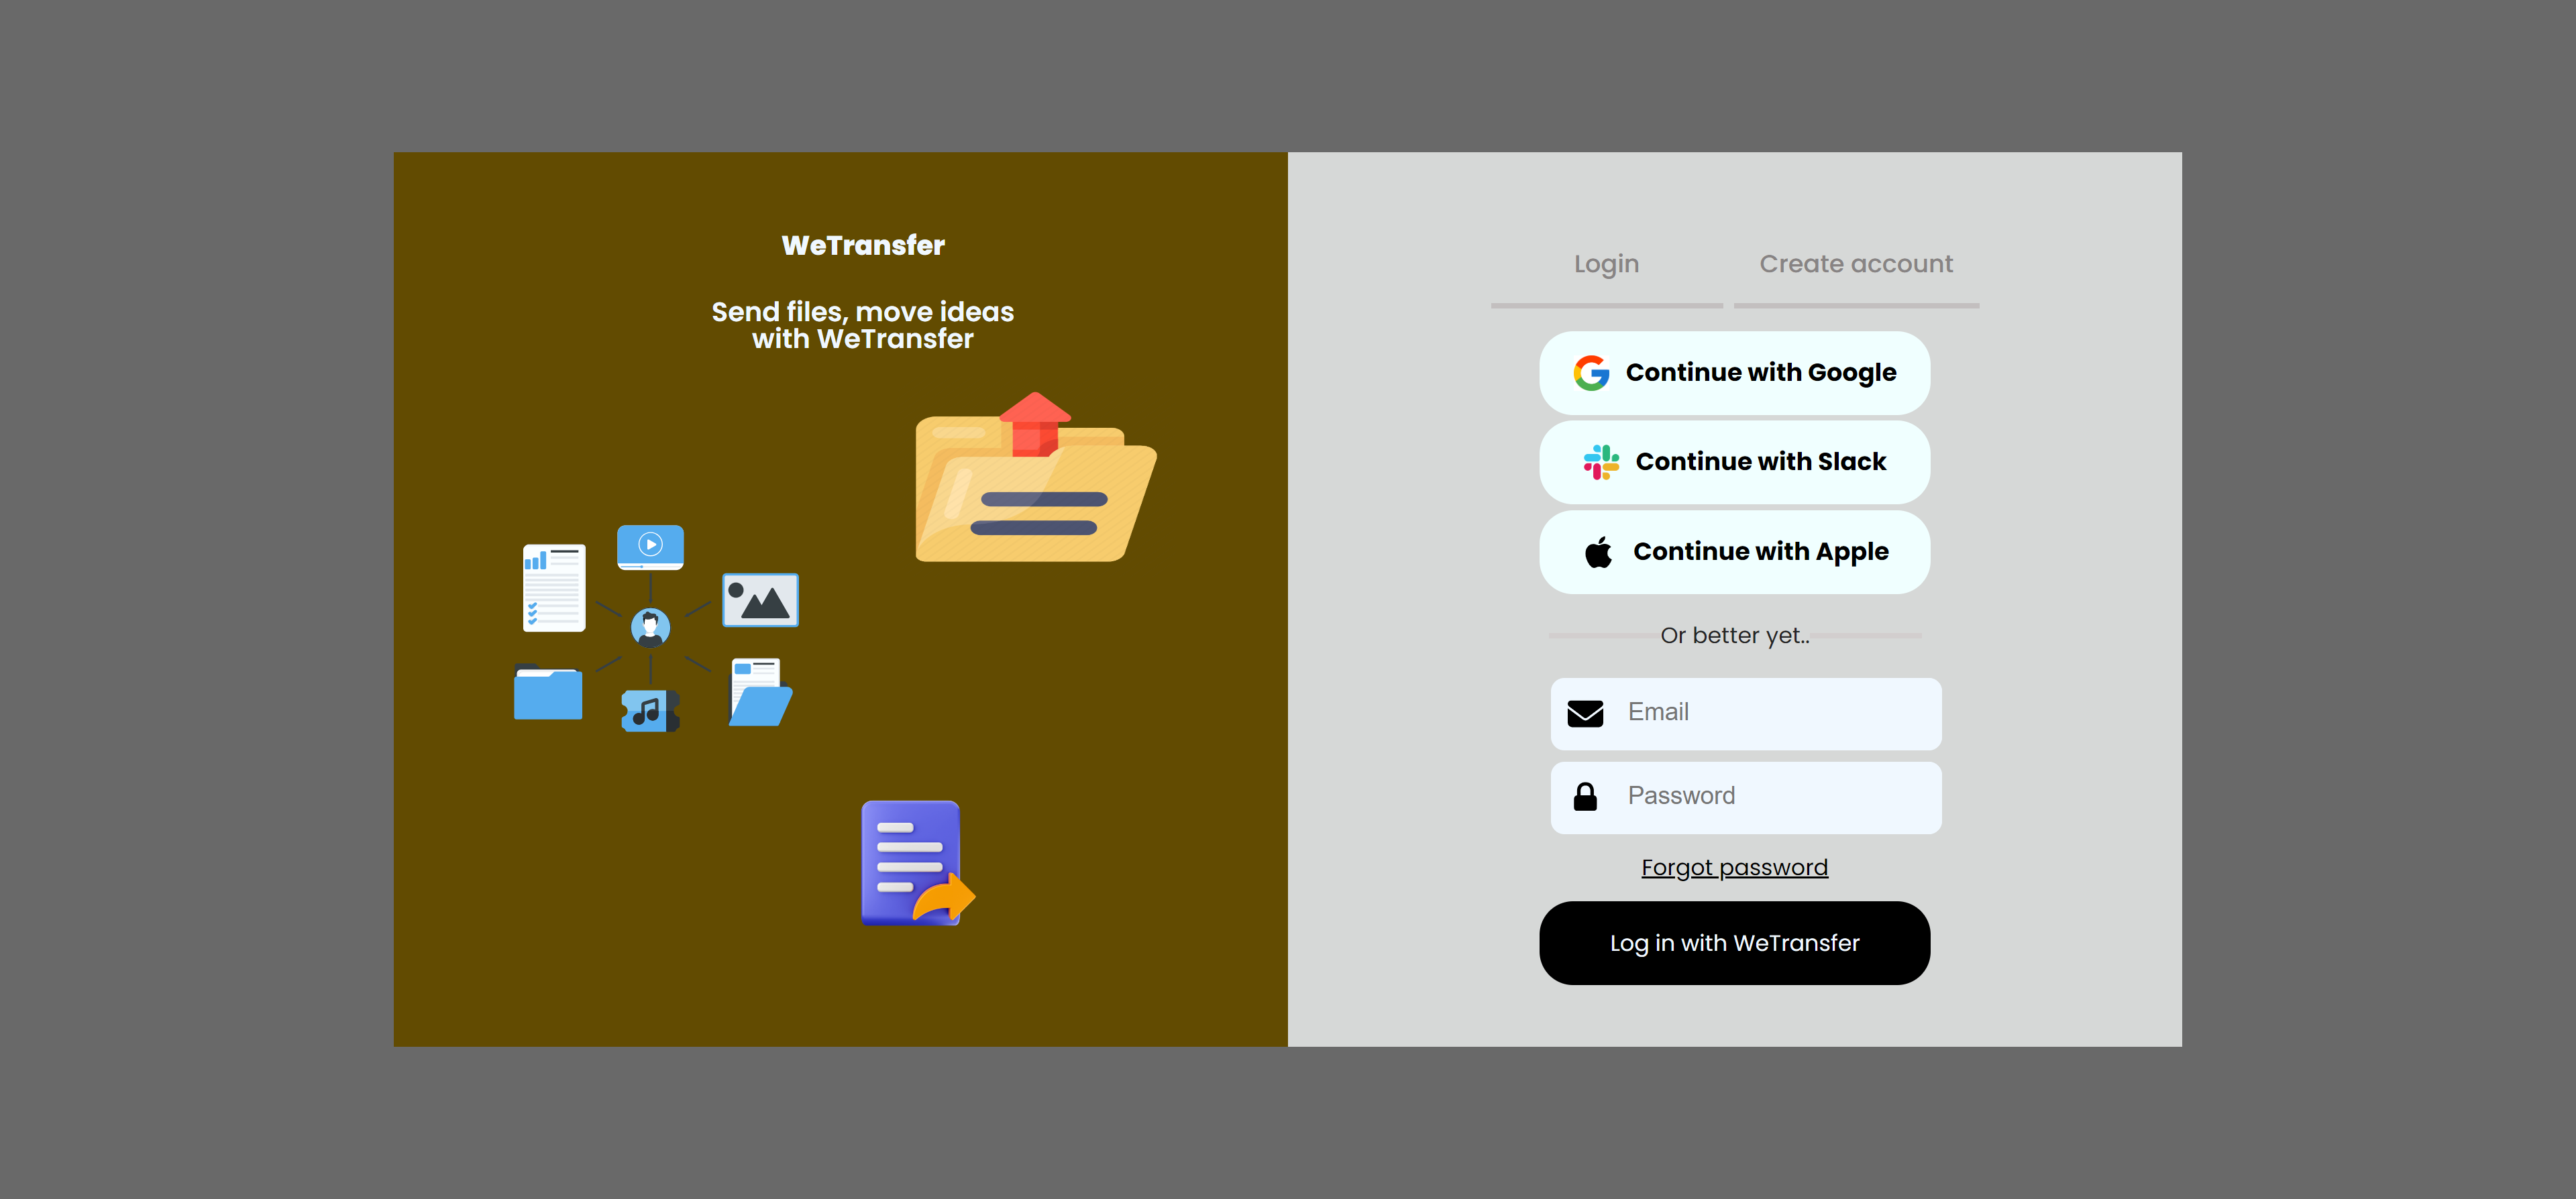 WeTransfer
Send files, move ideas
with WeTransfer
Login
Create account
Continue with Google
Continue with Slack
Continue with Apple
Or better yet..
Email
Password
Forgot password
Log in with WeTransfer